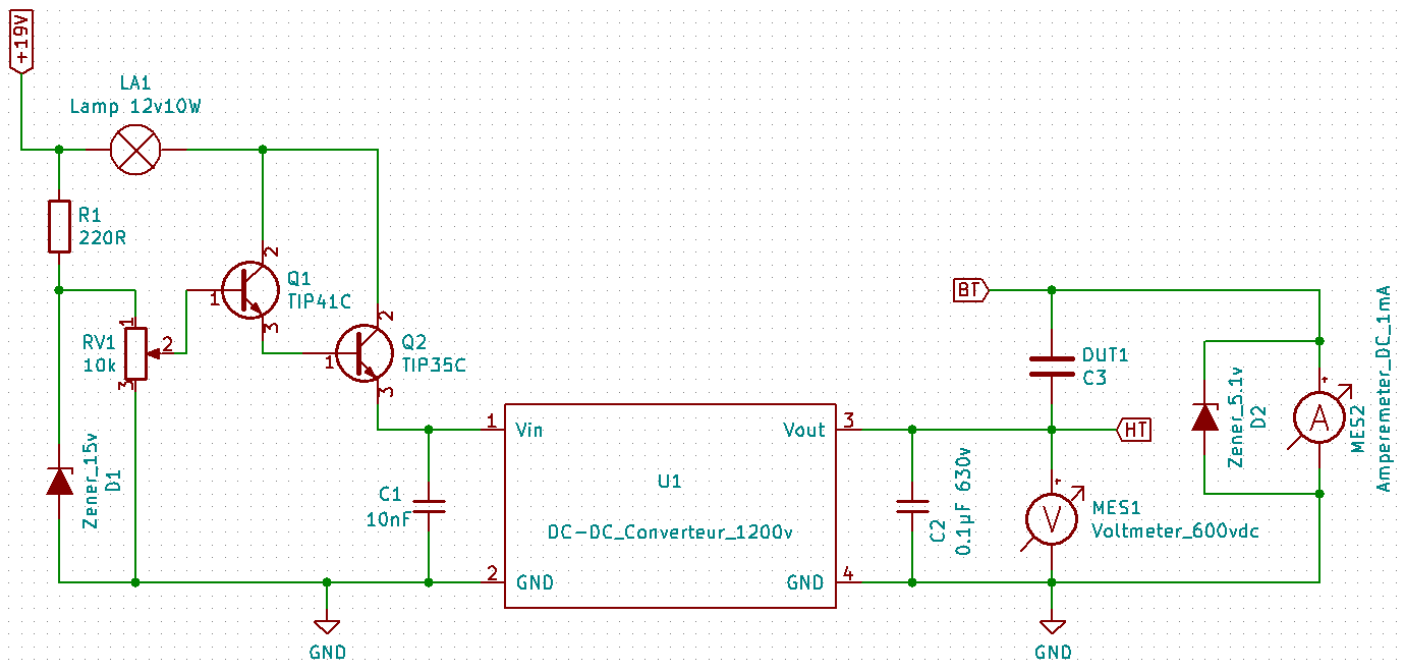 +19V
LA1
Lamp 12v10W
R1
220R
2
Q1
TIP41C
1
3
BT
1
RV1
10k
2
3
2
Q2
TIP35C
1
3
DUT1
C3
Zener_5.1v
D2
+
A
MES2
Amperemeter_DC_1mA
1
Vin
Vout
3
HT
Zener_15v
D1
C1
10nF
U1
DC-DC_Converteur_1200v
C2
0.1µF 630v
+
V
MES1
Voltmeter_600vdc
2
GND
GND
4
GND
GND